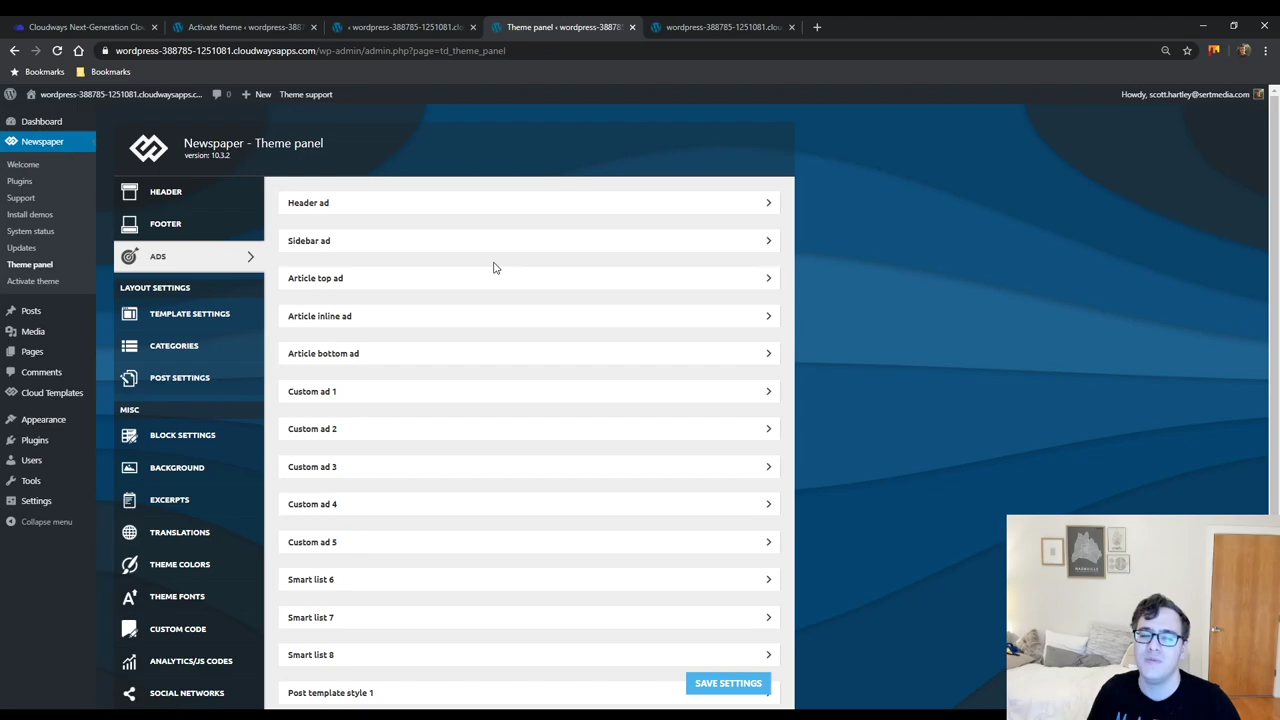 Cloudways Next-Generation Clo
Activate theme ‹ wordpress-388
‹ wordpress-388785-1251081.clo
Theme panel ‹ wordpress-38878
wordpress-388785-1251081.clou
wordpress-388785-1251081.cloudwaysapps.com/wp-admin/admin.php?page=td_theme_panel
Bookmarks
Bookmarks
wordpress-388785-1251081.cloudwaysapps.c...
0
New
Theme support
Howdy, scott.hartley@sertmedia.com
Dashboard
Newspaper
Welcome
Plugins
Support
Install demos
System status
Updates
Theme panel
Activate theme
Posts
Media
Pages
Comments
Cloud Templates
Appearance
Plugins
Users
Tools
Settings
Collapse menu
Newspaper - Theme panel
version: 10.3.2
HEADER
FOOTER
ADS
LAYOUT SETTINGS
TEMPLATE SETTINGS
CATEGORIES
POST SETTINGS
MISC
BLOCK SETTINGS
BACKGROUND
EXCERPTS
TRANSLATIONS
THEME COLORS
THEME FONTS
CUSTOM CODE
ANALYTICS/JS CODES
SOCIAL NETWORKS
Header ad
Sidebar ad
Article top ad
Article inline ad
Article bottom ad
Custom ad 1
Custom ad 2
Custom ad 3
Custom ad 4
Custom ad 5
Smart list 6
Smart list 7
Smart list 8
Post template style 1
SAVE SETTINGS
NASHVILLE